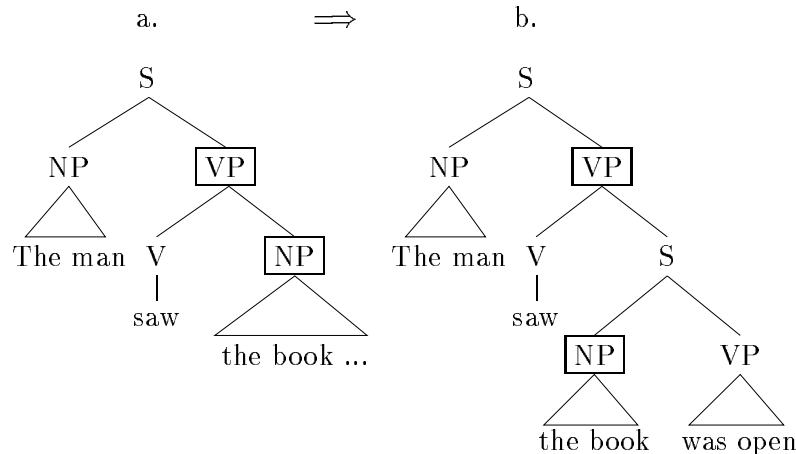 a. ⟹ b.
S S
NP VP NP VP
The man V NP The man V S
saw saw
the book ... NP VP
the book was open